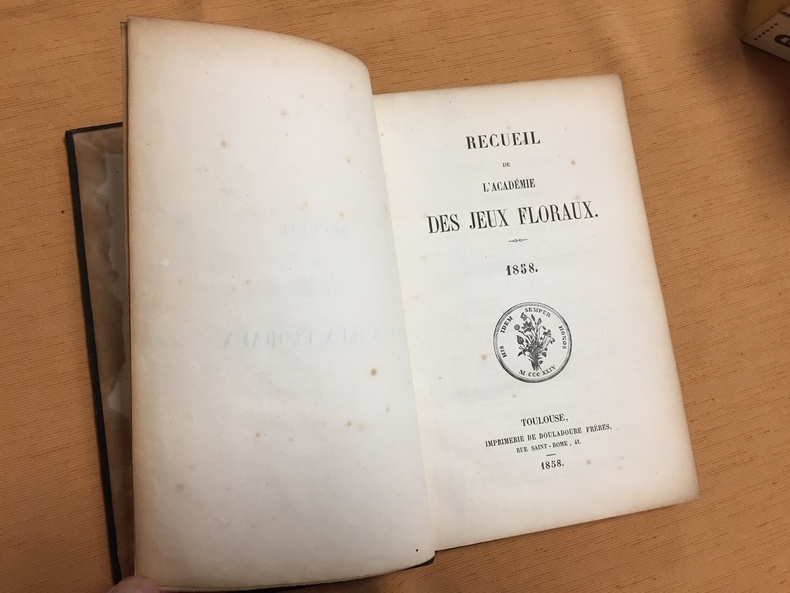 RECUEIL
DE
L'ACADÉMIE
DES JEUX FLORAUX.
1858.
HIS IDEM SEMPER HONOS
M·CCC·XXIV
TOULOUSE,
IMPRIMERIE DE DOULADOURE FRÈRES,
RUE SAINT-ROME, 41.
1858.